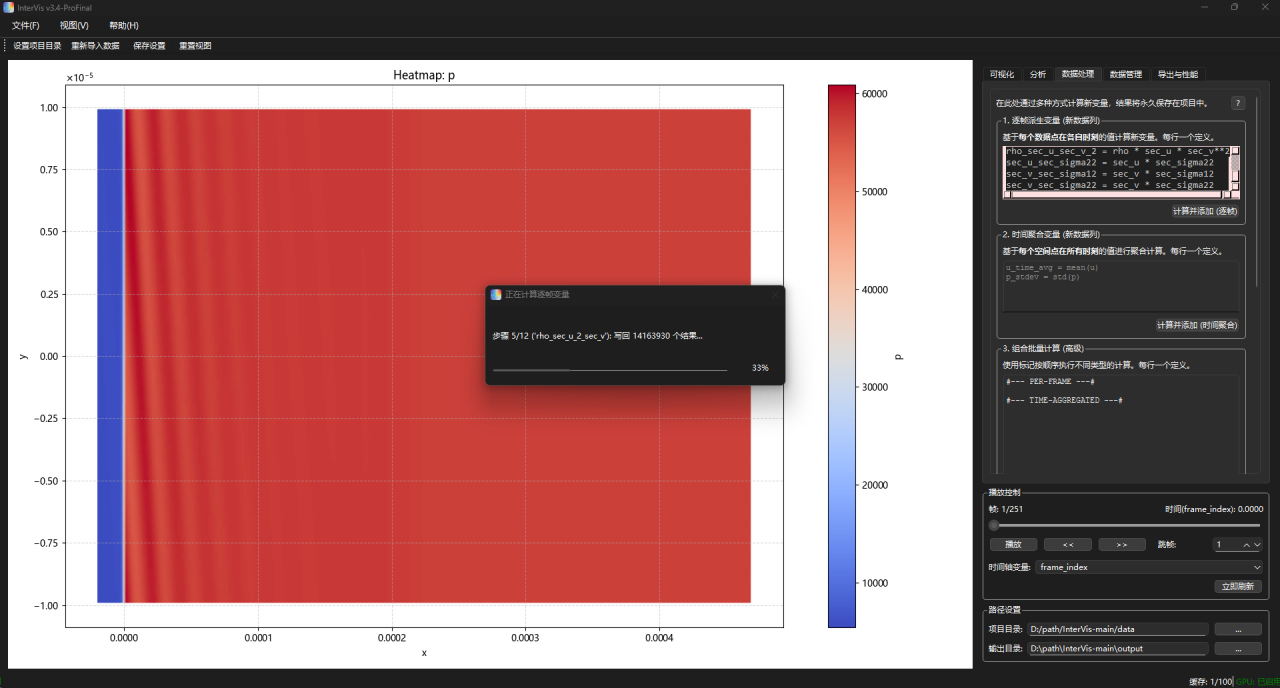 InterVis v3.4-ProFinal
文件(F) 视图(V) 帮助(H)
设置项目目录 重新导入数据 保存设置 重置视图
×10⁻⁵
Heatmap: p
1.00
0.75
0.50
0.25
0.00
−0.25
−0.50
−0.75
−1.00
y
0.0000 0.0001 0.0002 0.0003 0.0004
x
60000
50000
40000
30000
20000
10000
p
正在计算逐帧变量
步骤 5/12 ('rho_sec_u_2_sec_v'): 写回 14163930 个结果...
33%
可视化 分析 数据处理 数据管理 导出与性能
在此处通过多种方式计算新变量，结果将永久保存在项目中。 ?
1. 逐帧派生变量 (新数据列)
基于每个数据点在各自时刻的值计算新变量。每行一个定义。
rho_sec_u_sec_v_2 = rho * sec_u * sec_v**2
sec_u_sec_sigma22 = sec_u * sec_sigma22
sec_v_sec_sigma12 = sec_v * sec_sigma12
sec_v_sec_sigma22 = sec_v * sec_sigma22
计算并添加 (逐帧)
2. 时间聚合变量 (新数据列)
基于每个空间点在所有时刻的值进行聚合计算。每行一个定义。
u_time_avg = mean(u)
p_stdev = std(p)
计算并添加 (时间聚合)
3. 组合批量计算 (高级)
使用标记按顺序执行不同类型的计算。每行一个定义。
#--- PER-FRAME ---#
#--- TIME-AGGREGATED ---#
播放控制
帧: 1/251 时间(frame_index): 0.0000
播放 << >> 跳帧: 1
时间轴变量: frame_index
立即刷新
路径设置
项目目录: D:/path/InterVis-main/data ...
输出目录: D:\path\InterVis-main\output ...
缓存: 1/100 GPU: 已启用